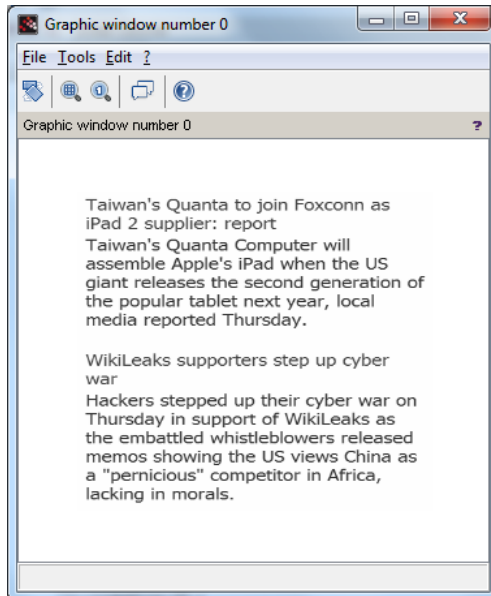 Graphic window number 0
File Tools Edit ?
Graphic window number 0 ?
Taiwan's Quanta to join Foxconn as
iPad 2 supplier: report
Taiwan's Quanta Computer will
assemble Apple's iPad when the US
giant releases the second generation of
the popular tablet next year, local
media reported Thursday.
WikiLeaks supporters step up cyber
war
Hackers stepped up their cyber war on
Thursday in support of WikiLeaks as
the embattled whistleblowers released
memos showing the US views China as
a "pernicious" competitor in Africa,
lacking in morals.